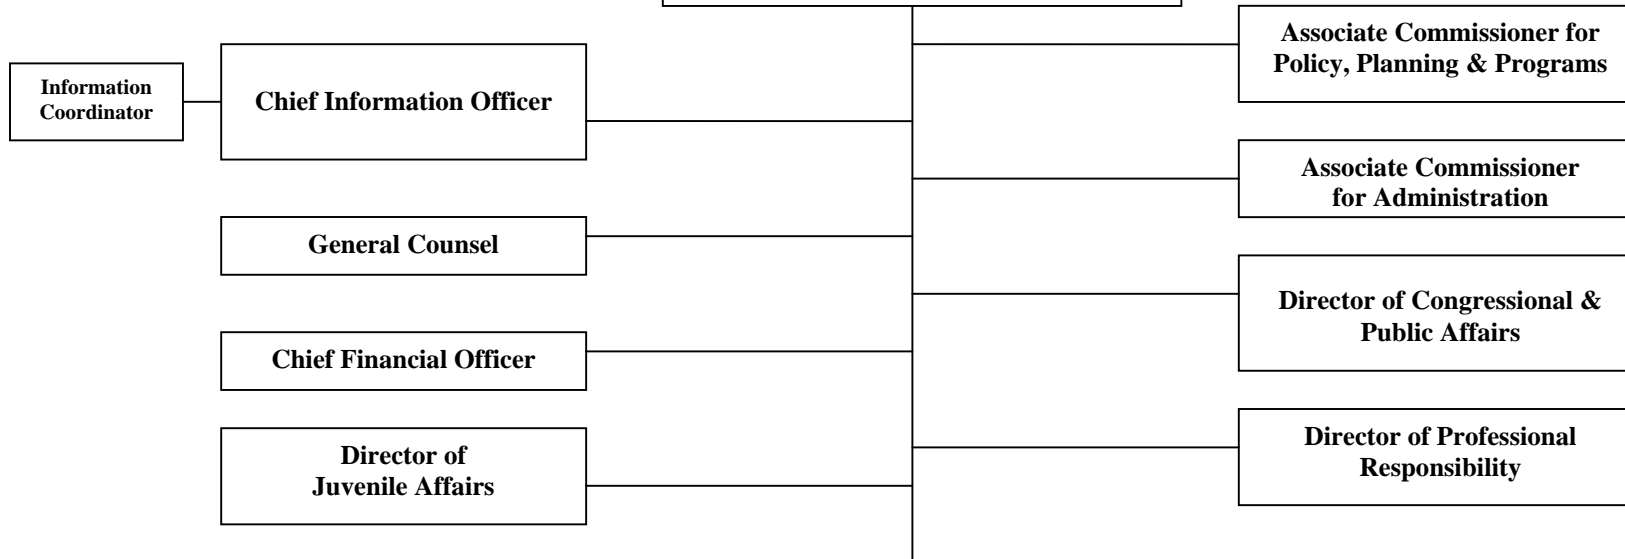 Associate Commissioner for
Policy, Planning & Programs
Information
Coordinator
Chief Information Officer
Associate Commissioner
for Administration
General Counsel
Director of Congressional &
Public Affairs
Chief Financial Officer
Director of Professional
Responsibility
Director of
Juvenile Affairs